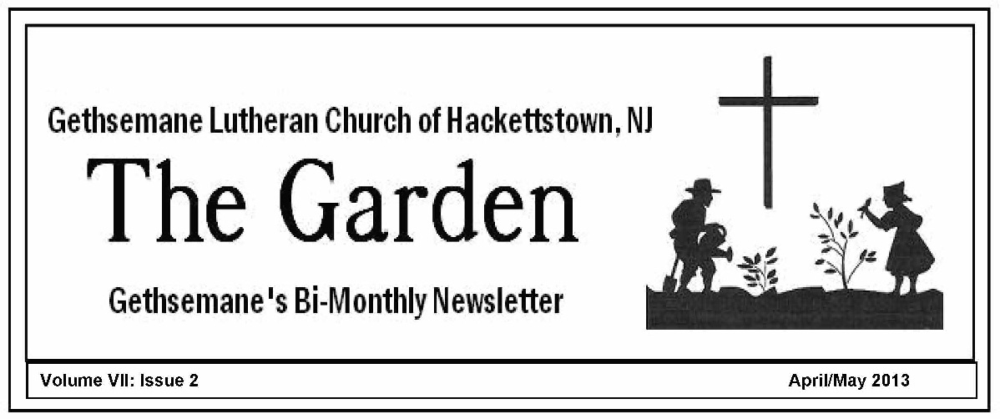 Gethsemane Lutheran Church of Hackettstown, NJ
The Garden
Gethsemane's Bi-Monthly Newsletter
Volume VII: Issue 2 April/May 2013